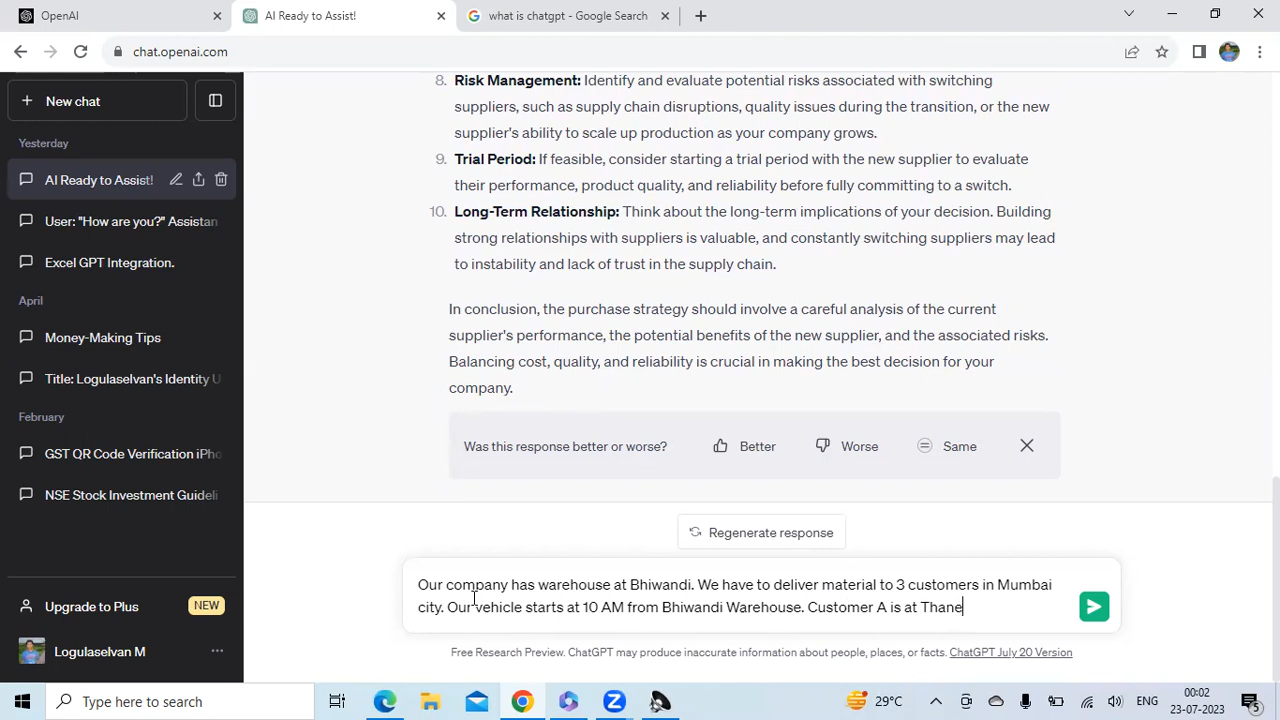 OpenAI
AI Ready to Assist!
what is chatgpt - Google Search
chat.openai.com
New chat
Yesterday
AI Ready to Assist!
User: "How are you?" Assistan
Excel GPT Integration.
April
Money-Making Tips
Title: Logulaselvan's Identity U
February
GST QR Code Verification iPho
NSE Stock Investment Guideli
Upgrade to Plus
NEW
Logulaselvan M
8. Risk Management: Identify and evaluate potential risks associated with switching
suppliers, such as supply chain disruptions, quality issues during the transition, or the new
supplier's ability to scale up production as your company grows.
9. Trial Period: If feasible, consider starting a trial period with the new supplier to evaluate
their performance, product quality, and reliability before fully committing to a switch.
10. Long-Term Relationship: Think about the long-term implications of your decision. Building
strong relationships with suppliers is valuable, and constantly switching suppliers may lead
to instability and lack of trust in the supply chain.
In conclusion, the purchase strategy should involve a careful analysis of the current
supplier's performance, the potential benefits of the new supplier, and the associated risks.
Balancing cost, quality, and reliability is crucial in making the best decision for your
company.
Was this response better or worse?
Better
Worse
Same
Regenerate response
Our company has warehouse at Bhiwandi. We have to deliver material to 3 customers in Mumbai
city. Our vehicle starts at 10 AM from Bhiwandi Warehouse. Customer A is at Thane
Free Research Preview. ChatGPT may produce inaccurate information about people, places, or facts. ChatGPT July 20 Version
Type here to search
29°C
ENG
00:02
23-07-2023
5